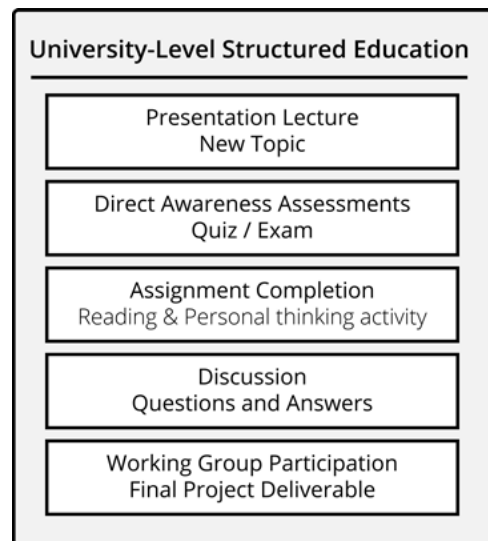 University-Level Structured Education
Presentation Lecture
New Topic
Direct Awareness Assessments
Quiz / Exam
Assignment Completion
Reading & Personal thinking activity
Discussion
Questions and Answers
Working Group Participation
Final Project Deliverable